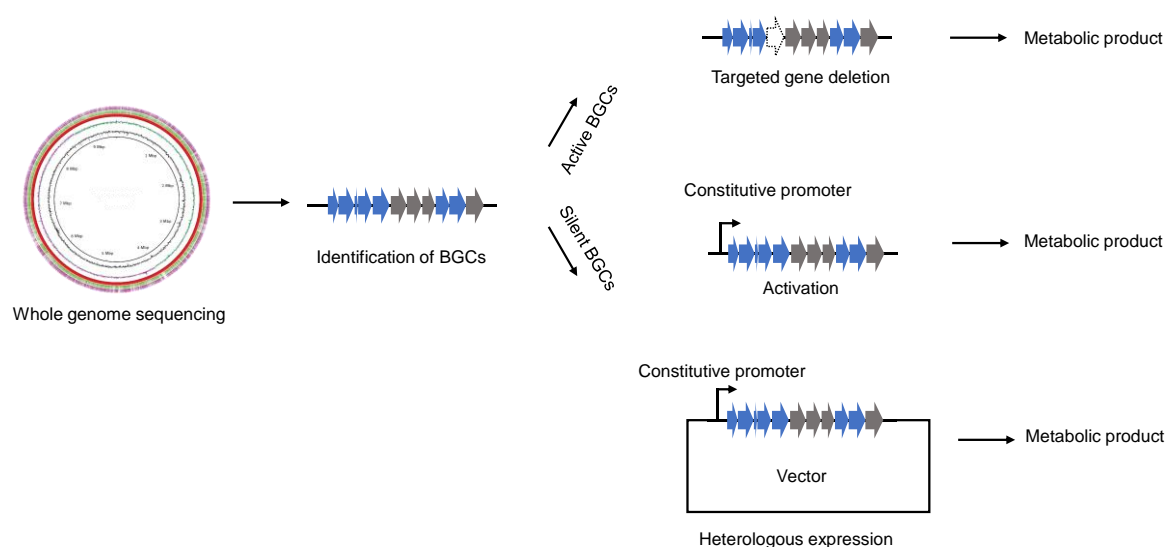 Targeted gene deletion
Metabolic product
Active BGCs
Silent BGCs
Constitutive promoter
Activation
Metabolic product
Identification of BGCs
Whole genome sequencing
Constitutive promoter
Vector
Metabolic product
Heterologous expression